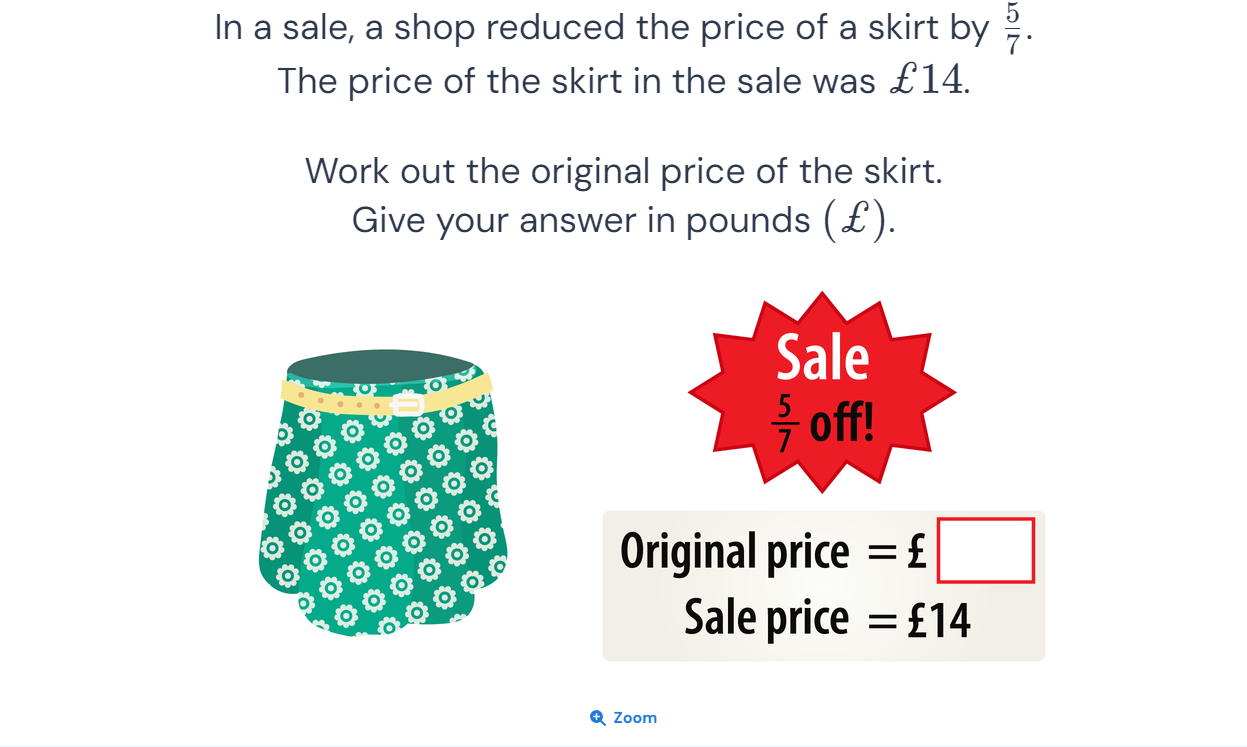 In a sale, a shop reduced the price of a skirt by 5/7.
The price of the skirt in the sale was £14.
Work out the original price of the skirt.
Give your answer in pounds (£).
Sale
5/7 off!
Original price = £
Sale price = £14
Zoom